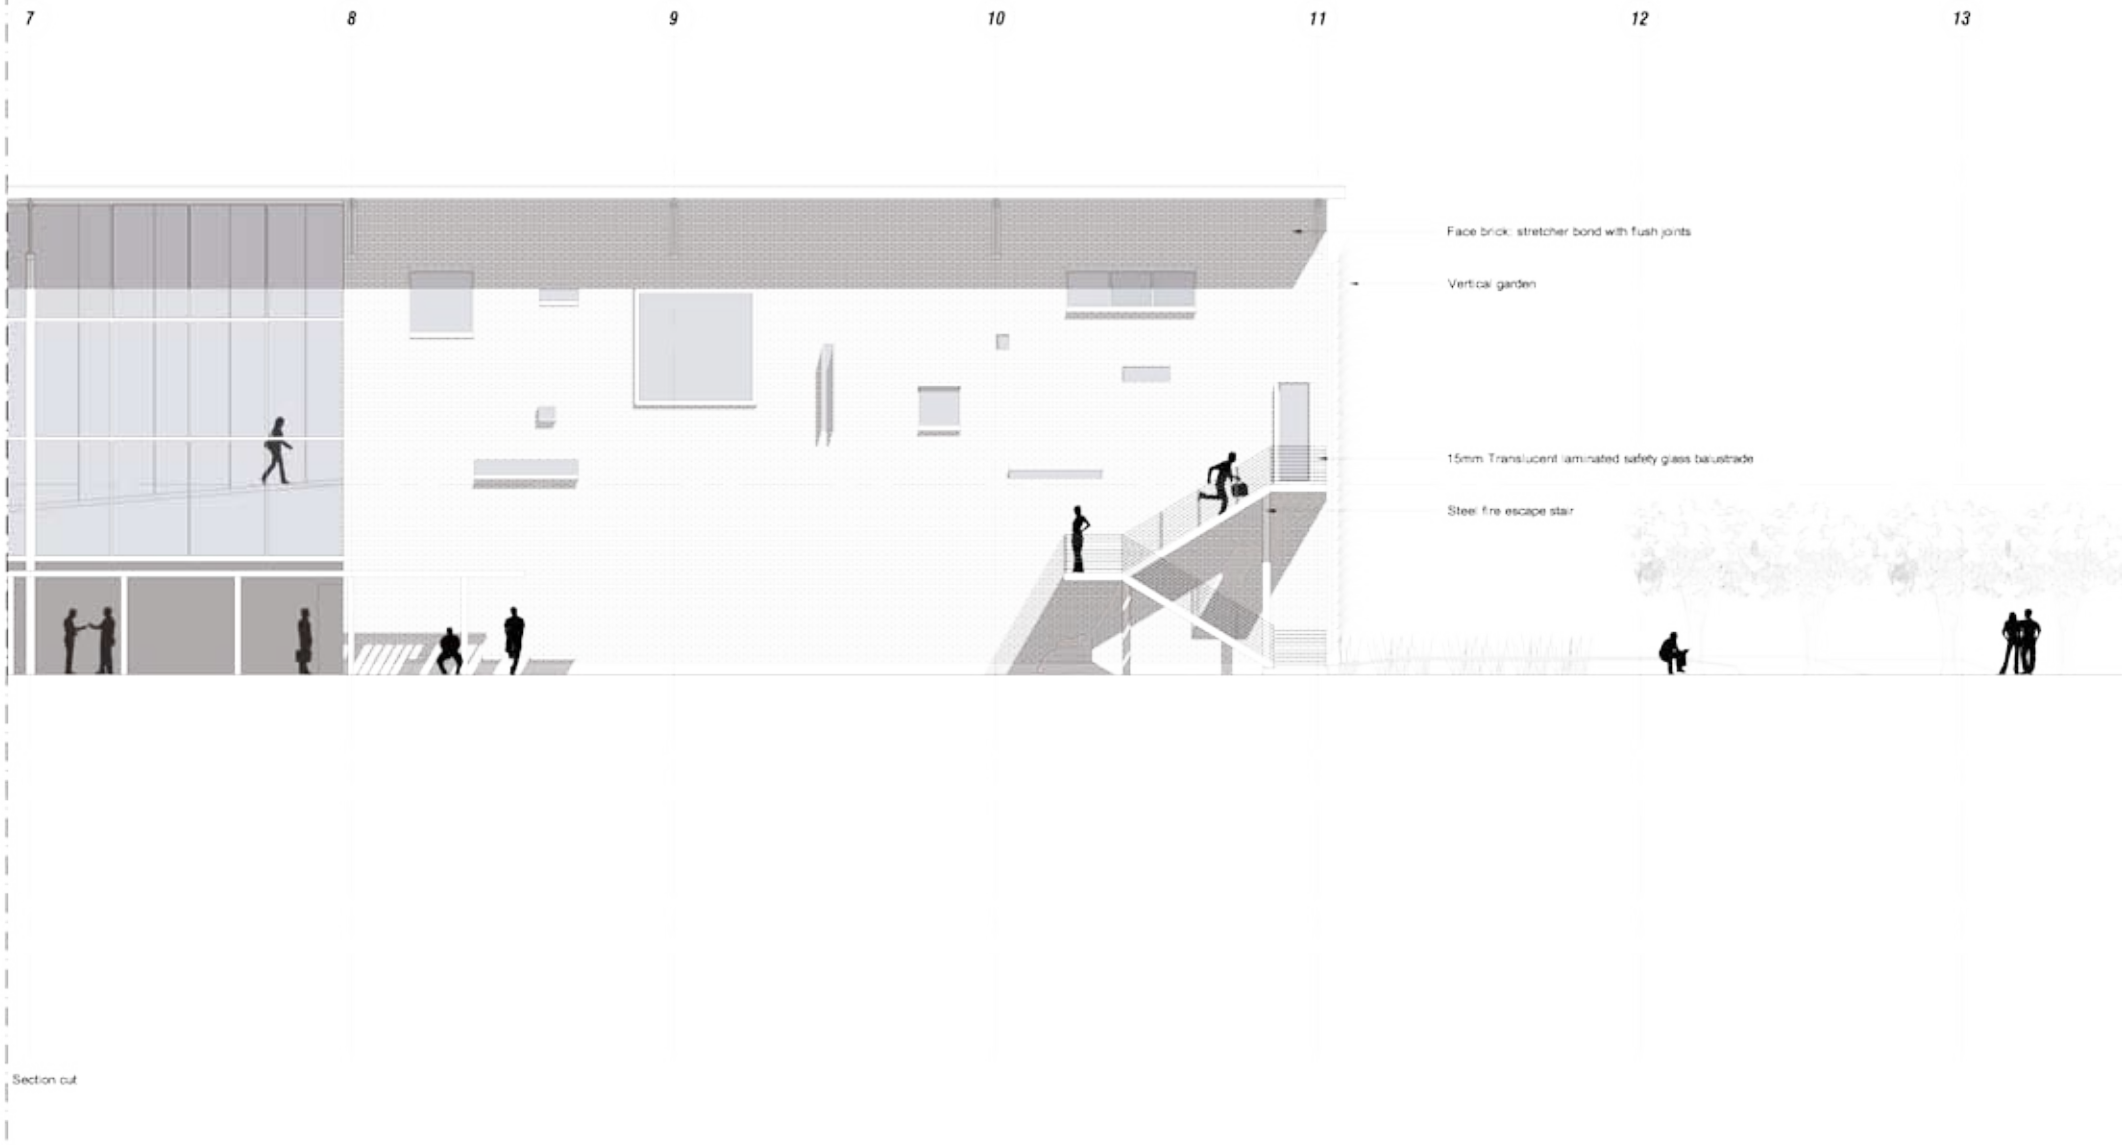 7 8 9 10 11 12 13
Face brick: stretcher bond with flush joints
Vertical garden
15mm Translucent laminated safety glass balustrade
Steel fire escape stair
Section cut